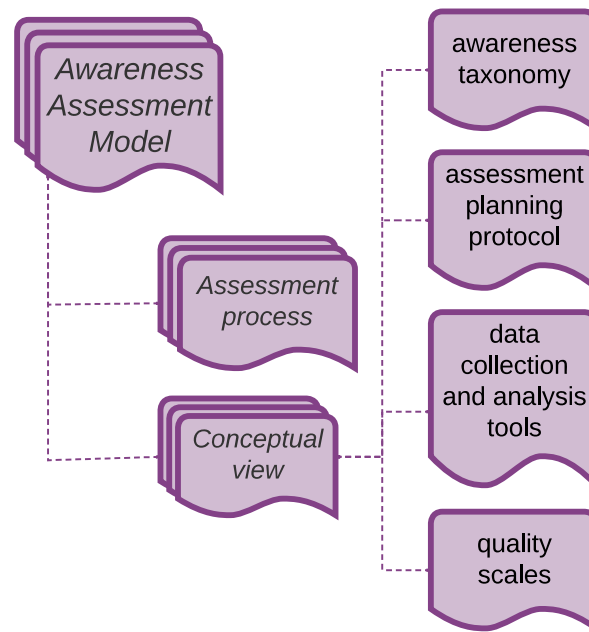 Awareness
Assessment
Model
Assessment
process
Conceptual
view
awareness
taxonomy
assessment
planning
protocol
data
collection
and analysis
tools
quality
scales